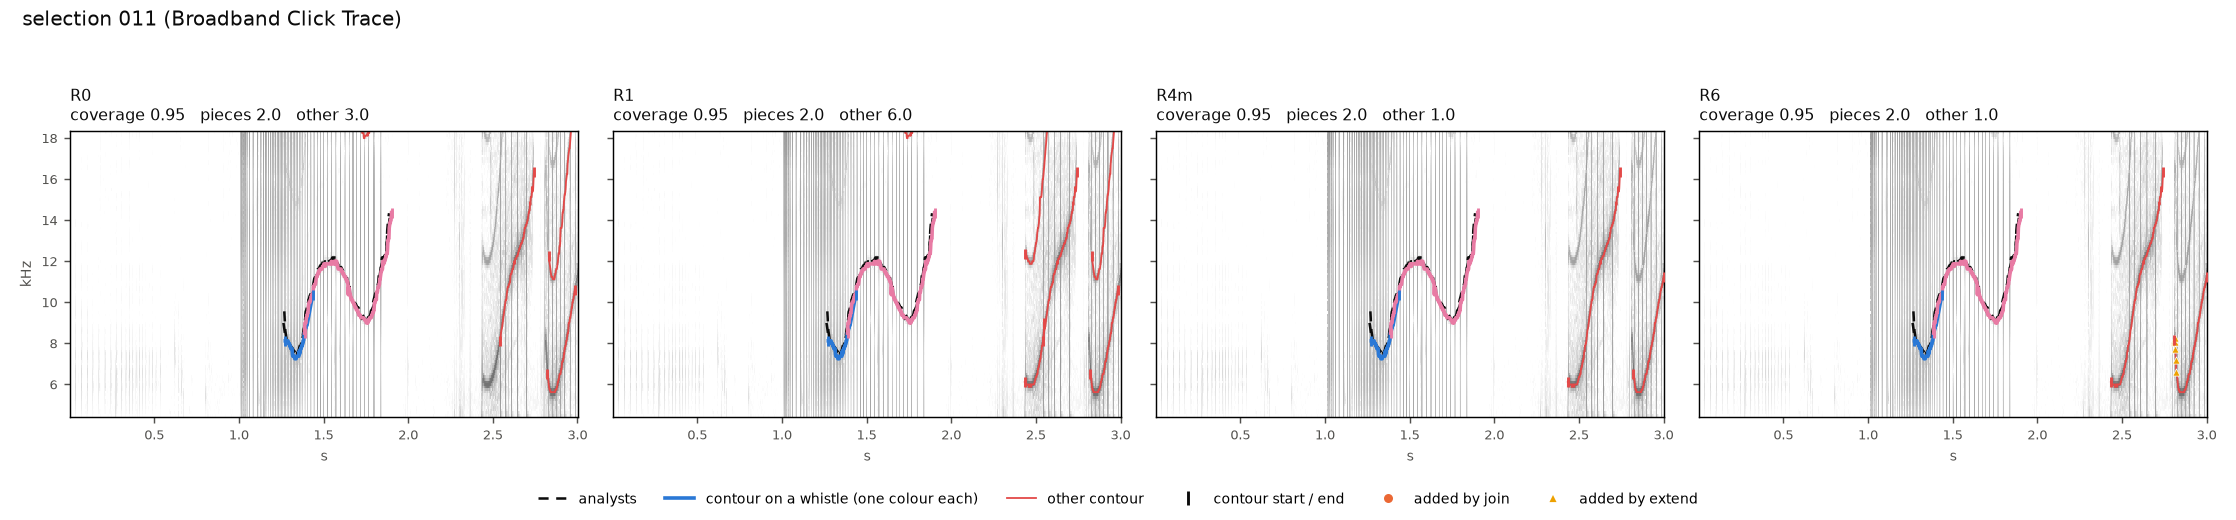 selection 011 (Broadband Click Trace)
R0
coverage 0.95 pieces 2.0 other 3.0
R1
coverage 0.95 pieces 2.0 other 6.0
R4m
coverage 0.95 pieces 2.0 other 1.0
R6
coverage 0.95 pieces 2.0 other 1.0
18
16
14
12
10
8
6
kHz
0.5 1.0 1.5 2.0 2.5 3.0
0.5 1.0 1.5 2.0 2.5 3.0
0.5 1.0 1.5 2.0 2.5 3.0
0.5 1.0 1.5 2.0 2.5 3.0
s
s
s
s
analysts
contour on a whistle (one colour each)
other contour
contour start / end
added by join
added by extend